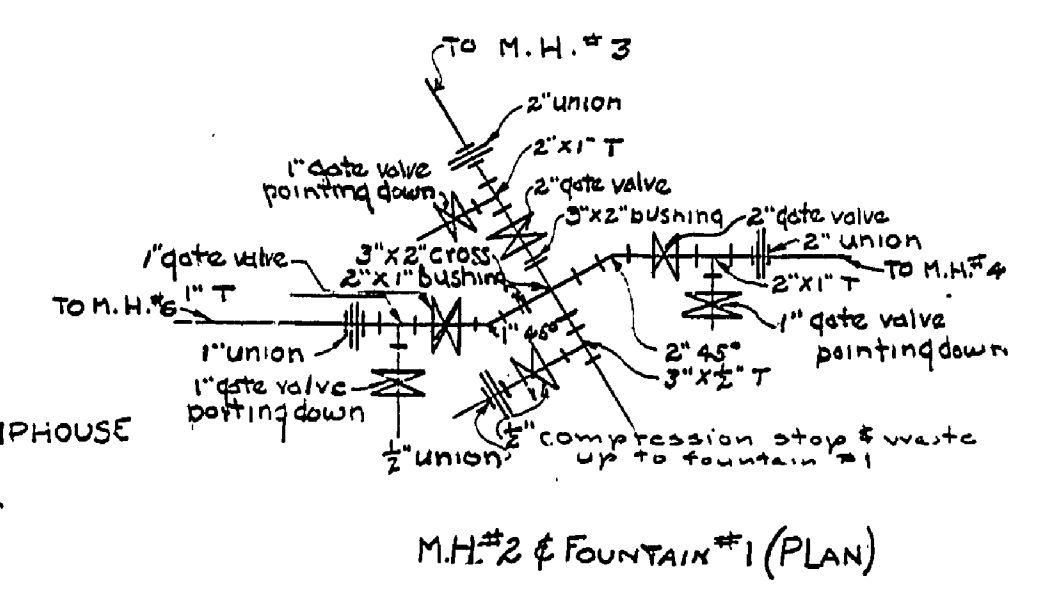 TO M.H.#3
2" union
2"x1" T
1" gate valve
pointing down
2" gate valve
3"x2" bushing
2" gate valve
2" union
TO M.H.#4
3"x2" cross
2"x1" bushing
1" gate valve
1" T
TO M.H.#6
1" union
1" 45°
2"x1" T
1" gate valve
pointing down
2" 45°
3"x½" T
1" gate valve
porting down
½" union
½" compression stop & waste
up to fountain #1
IPHOUSE
M.H.#2 & FOUNTAIN #1 (PLAN)